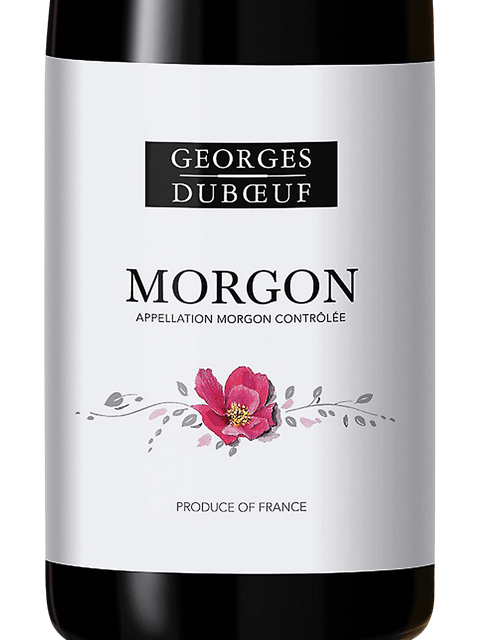 GEORGES
DUBŒUF
MORGON
APPELLATION MORGON CONTRÔLÉE
PRODUCE OF FRANCE